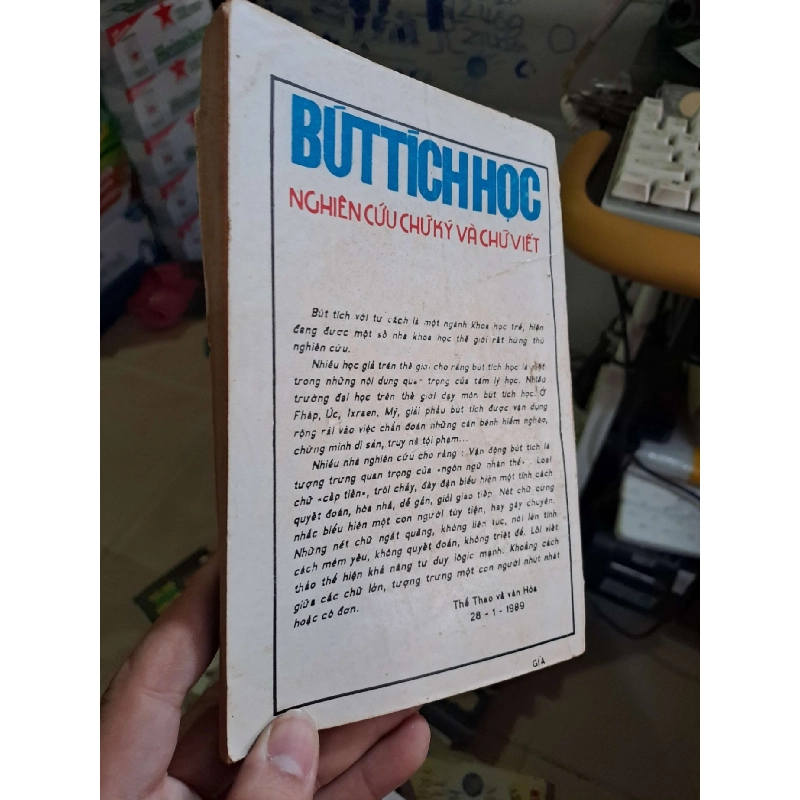 BÚT TÍCH HỌC
NGHIÊN CỨU CHỮ KÝ VÀ CHỮ VIẾT
Bút tích với tư cách là một ngành khoa học trẻ, hiện
đang được một số nhà khoa học thế giới rất hứng thú
nghiên cứu.
Nhiều học giả trên thế giới cho rằng bút tích học là một
trong những nội dung quan trọng của tâm lý học. Nhiều
trường đại học trên thế giới dạy môn bút tích học. Ở
Fháp, Úc, Ixraen, Mỹ, giải phẫu bút tích được vận dụng
rộng rãi vào việc chẩn đoán những căn bệnh hiểm nghèo,
chứng minh di sản, truy nã tội phạm...
Nhiều nhà nghiên cứu cho rằng : Vận động bút tích là
tượng trưng quan trọng của «ngôn ngữ nhân thể». Loại
chữ «cấp tiến», trôi chảy, đầy đặn biểu hiện một tính cách
quyết đoán, hòa nhã, dễ gần, giỏi giao tiếp. Nét chữ cứng
nhắc biểu hiện một con người tùy tiện, hay gây chuyện.
Những nét chữ ngắt quãng, không liên tục, nói lên tính
cách mềm yếu, không quyết đoán, không triệt để. Lối viết
tháo thể hiện khả năng tư duy lôgic mạnh. Khoảng cách
giữa các chữ lớn, tượng trưng một con người nhút nhát
hoặc cô đơn.
Thể Thao và văn Hóa
28 - 1 - 1989
GIÁ